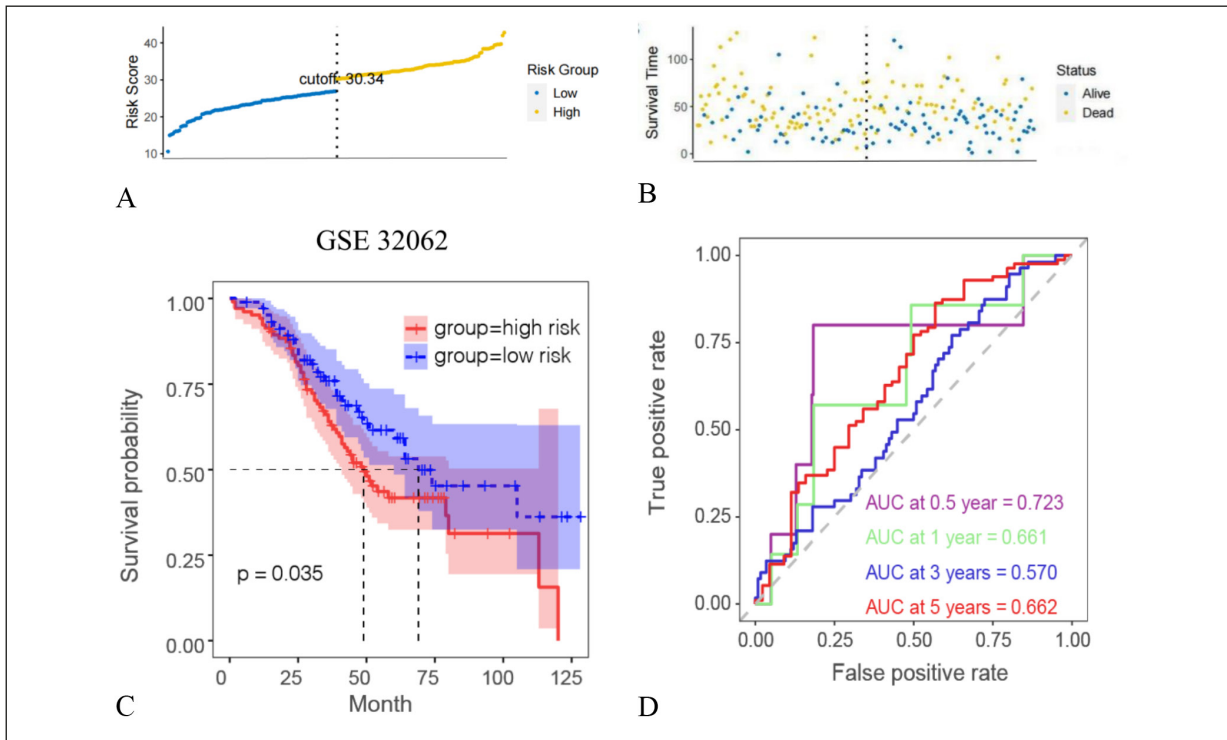 40
30
20
10
Risk Score
cutoff: 30.34
Risk Group
Low
High
A
100
50
0
Survival Time
Status
Alive
Dead
B
GSE 32062
1.00
0.75
0.50
0.25
0.00
Survival probability
group=high risk
group=low risk
p = 0.035
0 25 50 75 100 125
Month
C
1.00
0.75
0.50
0.25
0.00
True positive rate
AUC at 0.5 year = 0.723
AUC at 1 year = 0.661
AUC at 3 years = 0.570
AUC at 5 years = 0.662
0.00 0.25 0.50 0.75 1.00
False positive rate
D